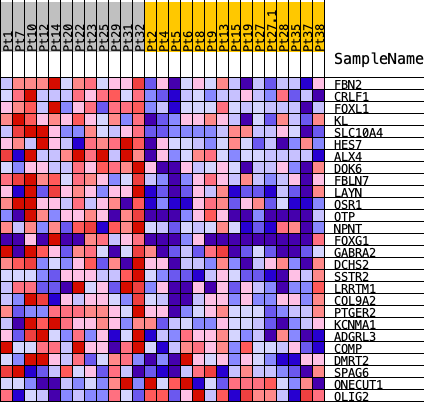 Pt1
Pt7
Pt10
Pt12
Pt14
Pt20
Pt22
Pt23
Pt25
Pt29
Pt31
Pt32
Pt2
Pt4
Pt5
Pt6
Pt8
Pt9
Pt13
Pt15
Pt19
Pt27
Pt27.1
Pt28
Pt35
Pt37
Pt38
SampleName
FBN2
CRLF1
FOXL1
KL
SLC10A4
HES7
ALX4
DOK6
FBLN7
LAYN
OSR1
OTP
NPNT
FOXG1
GABRA2
DCHS2
SSTR2
LRRTM1
COL9A2
PTGER2
KCNMA1
ADGRL3
COMP
DMRT2
SPAG6
ONECUT1
OLIG2